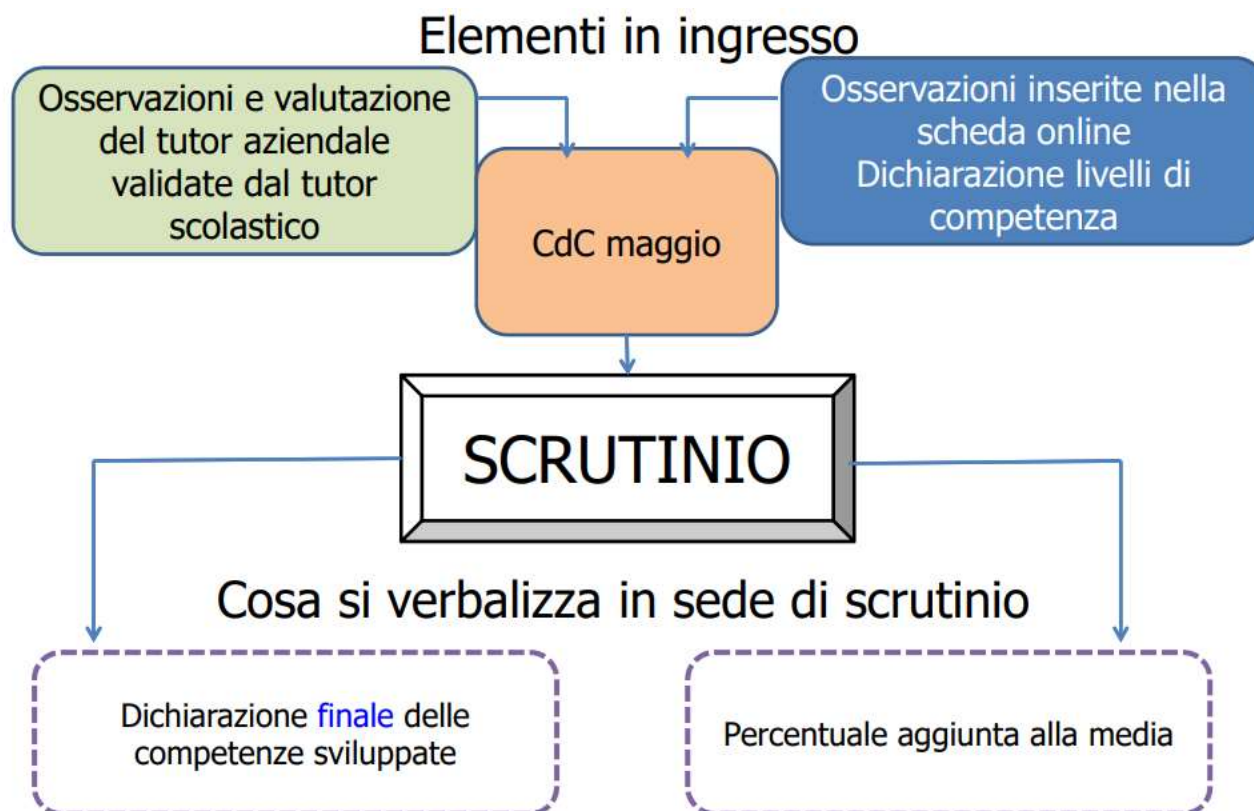 Elementi in ingresso
Osservazioni e valutazione
del tutor aziendale
validate dal tutor
scolastico
Osservazioni inserite nella
scheda online
Dichiarazione livelli di
competenza
CdC maggio
SCRUTINIO
Cosa si verbalizza in sede di scrutinio
Dichiarazione finale delle
competenze sviluppate
Percentuale aggiunta alla media